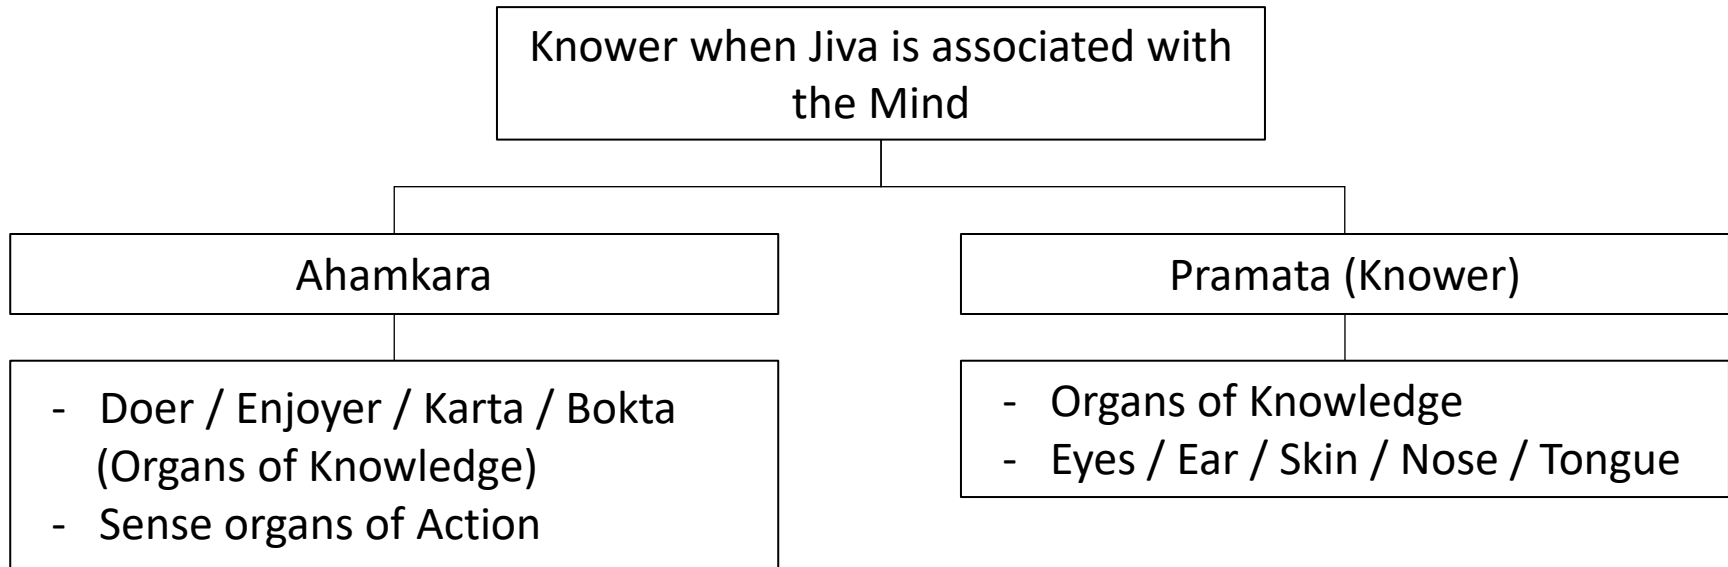 Knower when Jiva is associated with
the Mind
Ahamkara
Pramata (Knower)
- Doer / Enjoyer / Karta / Bokta
(Organs of Knowledge)
- Sense organs of Action
- Organs of Knowledge
- Eyes / Ear / Skin / Nose / Tongue